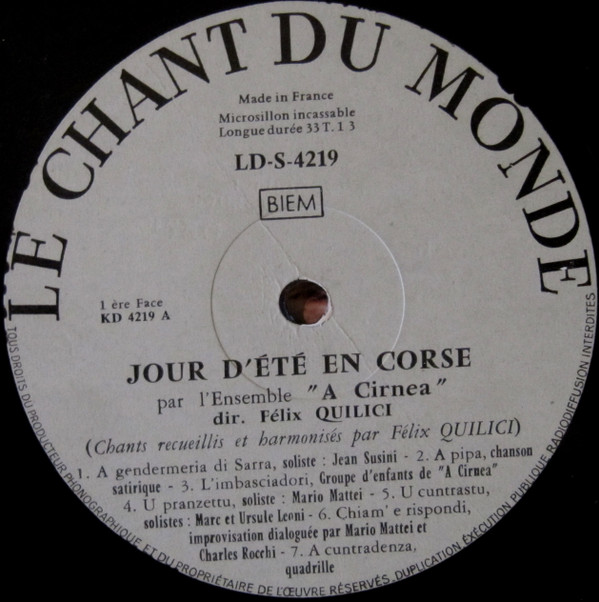 LE CHANT DU MONDE
Made in France
Microsillon incassable
Longue durée 33 T. 1 3
LD-S-4219
BIEM
1 ère Face
KD 4219 A
JOUR D'ÉTÉ EN CORSE
par l'Ensemble "A Cirnea"
dir. Félix QUILICI
(Chants recueillis et harmonisés par Félix QUILICI)
1. A gendermeria di Sarra, soliste : Jean Susini - 2. A pipa, chanson
satirique - 3. L'imbasciadori, Groupe d'enfants de "A Cirnea"
4. U pranzettu, soliste : Mario Mattei - 5. U cuntrastu,
solistes : Marc et Ursule Leoni - 6. Chiam' e rispondi,
improvisation dialoguée par Mario Mattei et
Charles Rocchi - 7. A cuntradenza,
quadrille
TOUS DROITS DU PRODUCTEUR PHONOGRAPHIQUE ET DU PROPRIÉTAIRE DE L'ŒUVRE RÉSERVÉS. DUPLICATION EXÉCUTION PUBLIQUE RADIODIFFUSION INTERDITES